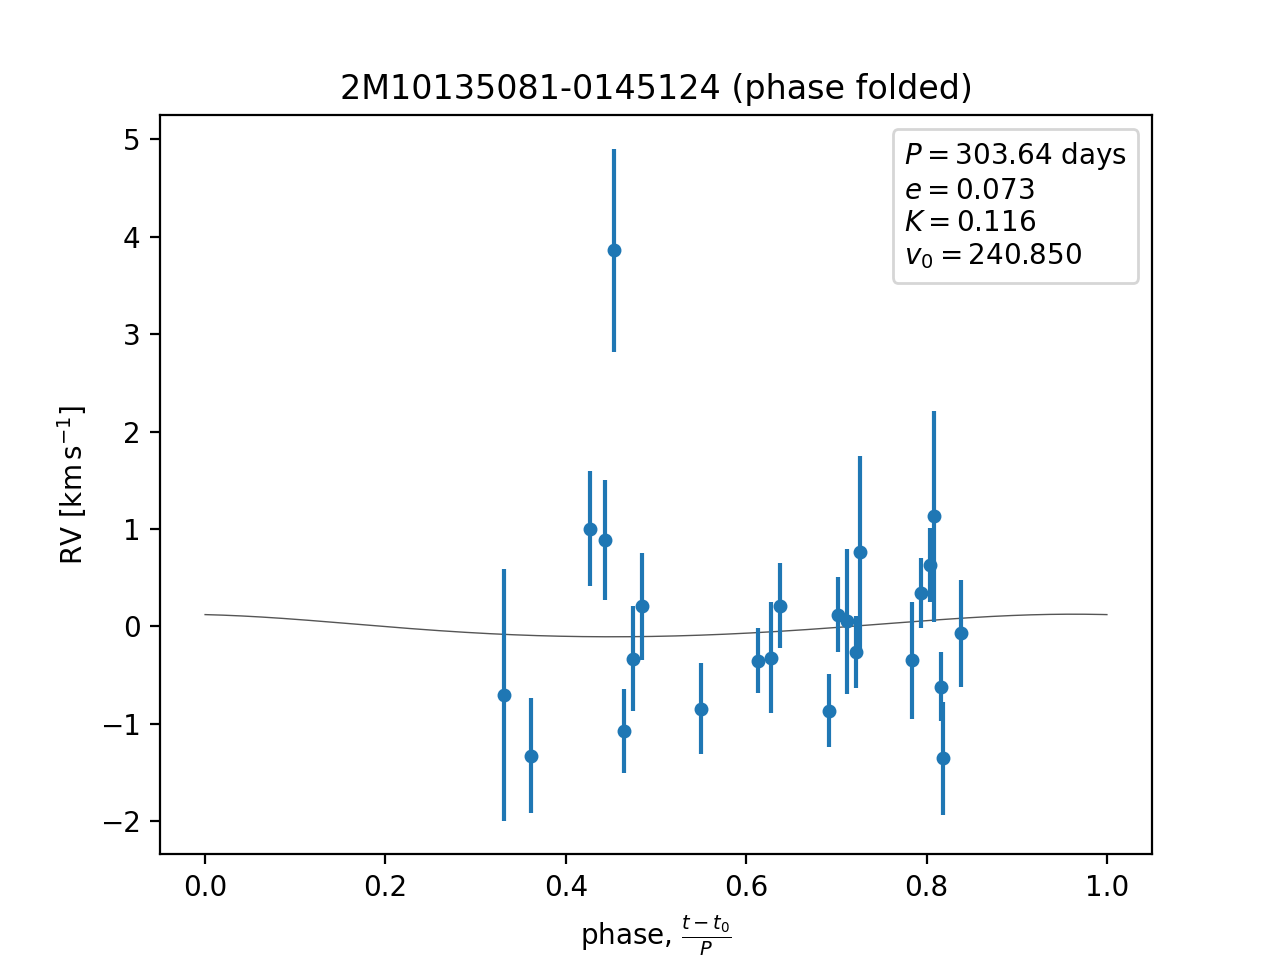 2M10135081-0145124 (phase folded)
P = 303.64 days
e = 0.073
K = 0.116
v₀ = 240.850
5
4
3
2
1
0
−1
−2
RV [km s⁻¹]
0.0 0.2 0.4 0.6 0.8 1.0
phase, (t − t₀)/P